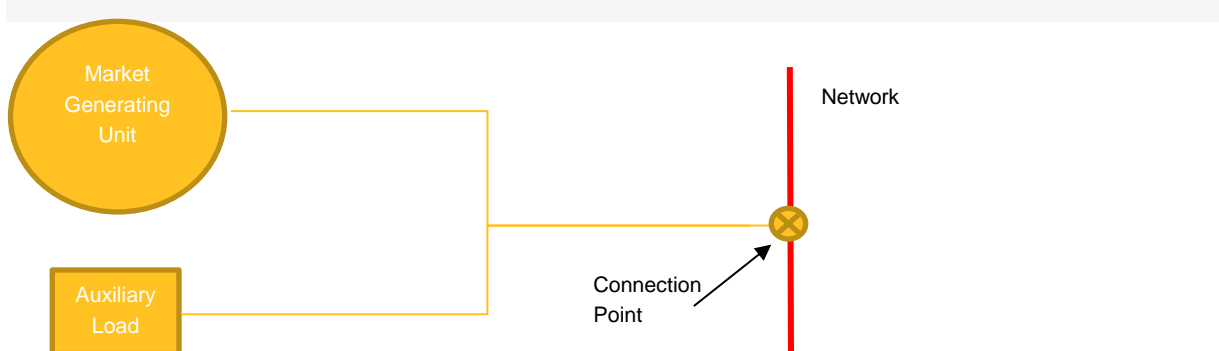 Market
Generating
Unit
Network
Connection
Point
Auxiliary
Load